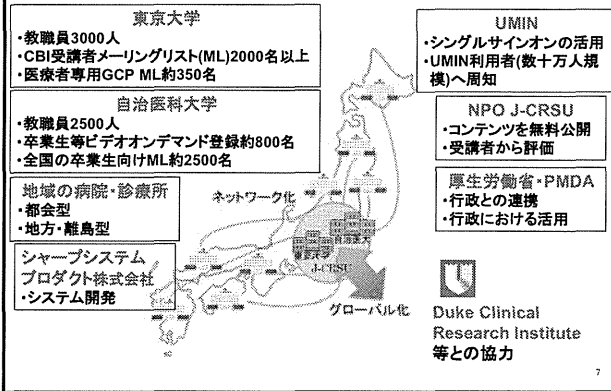 東京大学
・教職員3000人
・CBI受講者メーリングリスト(ML)2000名以上
・医療者専用GCP ML約350名
自治医科大学
・教職員2500人
・卒業生等ビデオオンデマンド登録約800名
・全国の卒業生向けML約2500名
地域の病院・診療所
・都会型
・地方・離島型
シャープシステム
プロダクト株式会社
・システム開発
ネットワーク化
東京大学
自治医大
J-CRSU
グローバル化
UMIN
・シングルサインオンの活用
・UMIN利用者(数十万人規
模)へ周知
NPO J-CRSU
・コンテンツを無料公開
・受講者から評価
厚生労働省・PMDA
・行政との連携
・行政における活用
Duke Clinical
Research Institute
等との協力
7